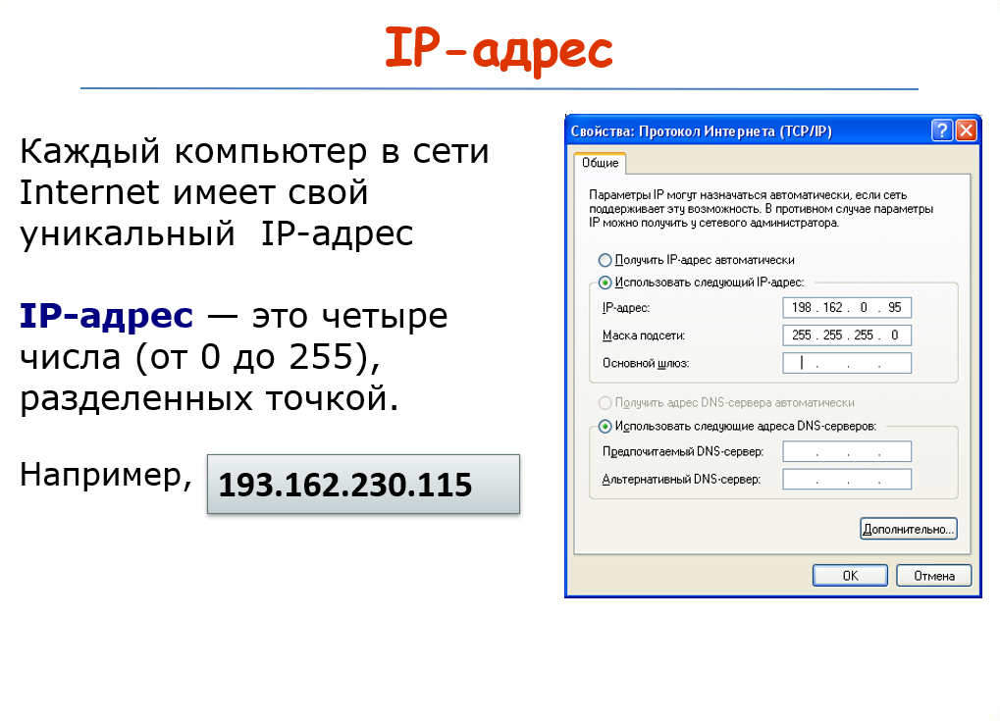 IP-адрес
Каждый компьютер в сети
Internet имеет свой
уникальный IP-адрес
IP-адрес — это четыре
числа (от 0 до 255),
разделенных точкой.
Например,
193.162.230.115
Свойства: Протокол Интернета (TCP/IP)
Общие
Параметры IP могут назначаться автоматически, если сеть
поддерживает эту возможность. В противном случае параметры
IP можно получить у сетевого администратора.
Получить IP-адрес автоматически
Использовать следующий IP-адрес:
IP-адрес: 198 . 162 . 0 . 95
Маска подсети: 255 . 255 . 255 . 0
Основной шлюз: . . .
Получить адрес DNS-сервера автоматически
Использовать следующие адреса DNS-серверов:
Предпочитаемый DNS-сервер: . . .
Альтернативный DNS-сервер: . . .
Дополнительно...
OK Отмена